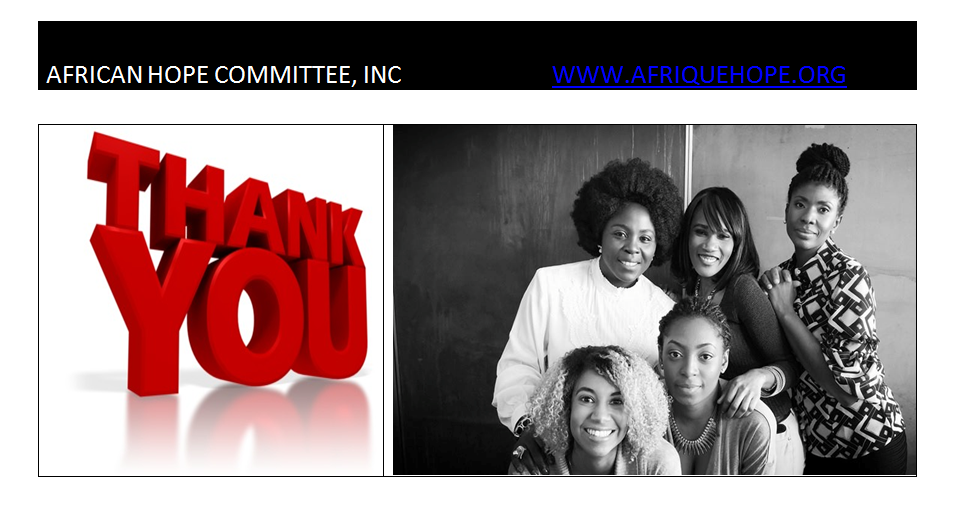 AFRICAN HOPE COMMITTEE, INC WWW.AFRIQUEHOPE.ORG
THANK
YOU